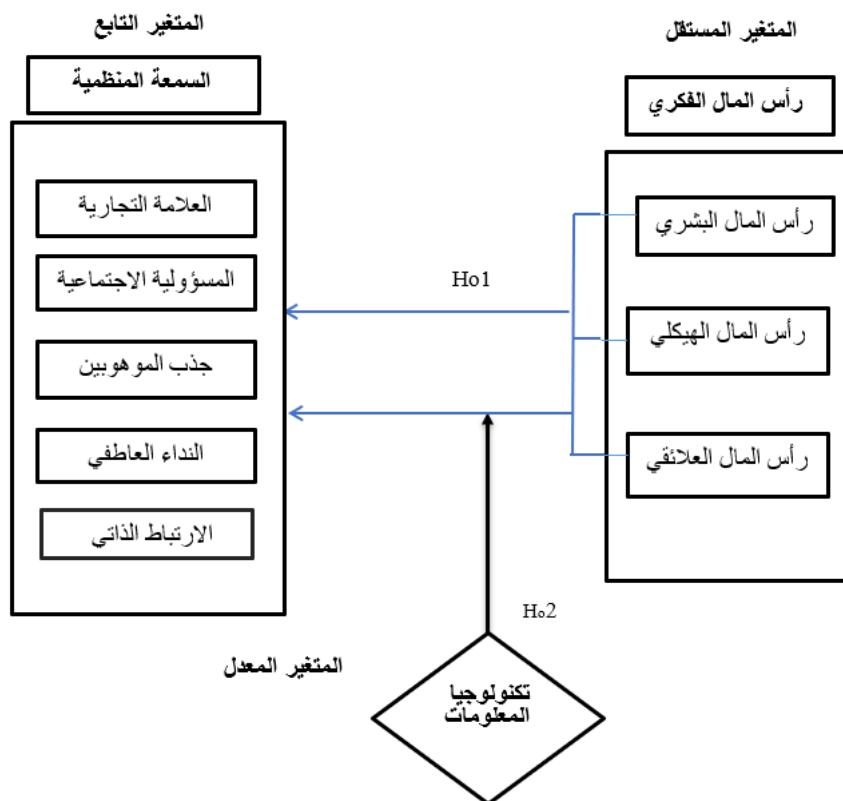 المتغير المستقل
المتغير التابع
رأس المال الفكري
السمعة المنظمية
رأس المال البشري
رأس المال الهيكلي
رأس المال العلائقي
Ho1
العلامة التجارية
المسؤولية الاجتماعية
جذب الموهوبين
النداء العاطفي
الارتباط الذاتي
Ho2
المتغير المعدل
تكنولوجيا
المعلومات